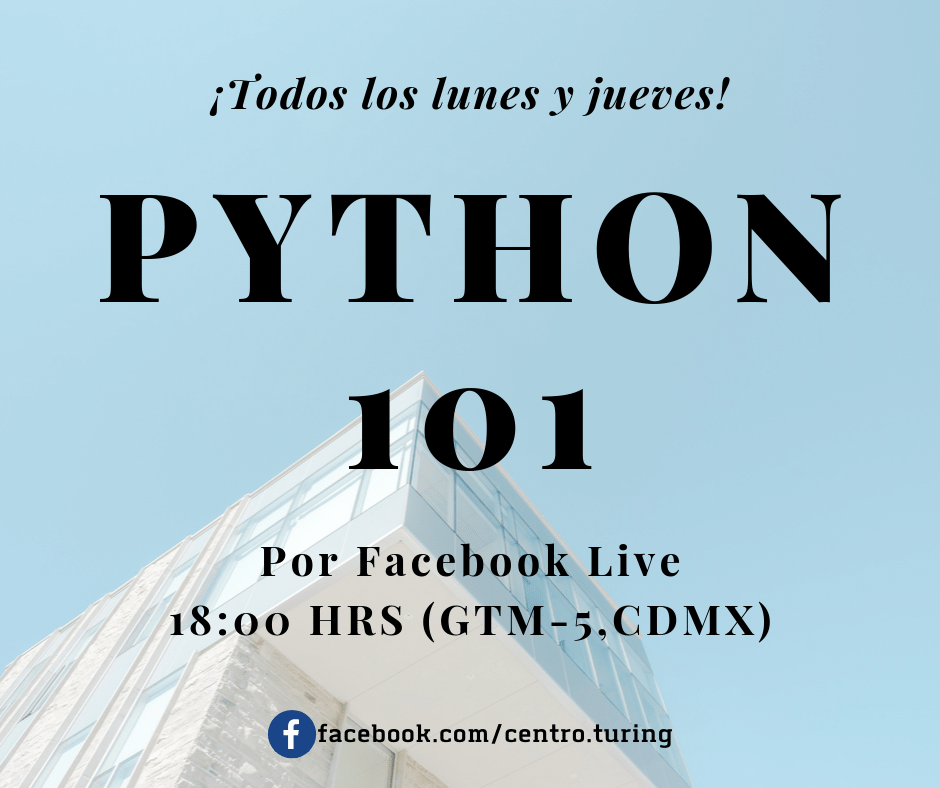 ¡Todos los lunes y jueves!
PYTHON
101
Por Facebook Live
18:00 HRS (GTM-5,CDMX)
facebook.com/centro.turing